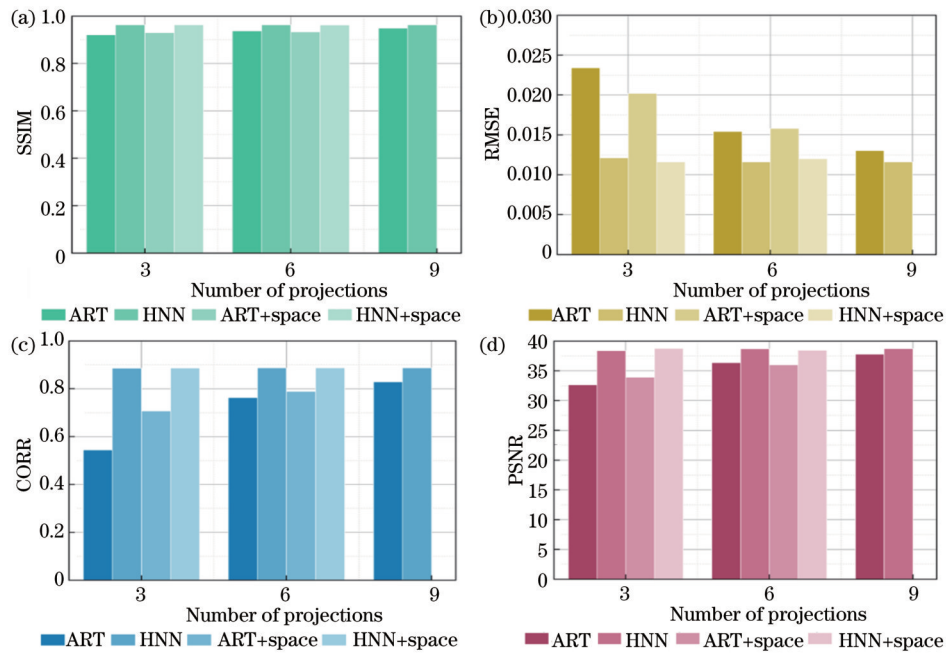 (a)
1.0
0.8
0.6
0.4
0.2
0
SSIM
3 6 9
Number of projections
ART HNN ART+space HNN+space
(b)
0.030
0.025
0.020
0.015
0.010
0.005
0
RMSE
3 6 9
Number of projections
ART HNN ART+space HNN+space
(c)
1.0
0.8
0.6
0.4
0.2
0
CORR
3 6 9
Number of projections
ART HNN ART+space HNN+space
(d)
40
35
30
25
20
15
10
5
0
PSNR
3 6 9
Number of projections
ART HNN ART+space HNN+space